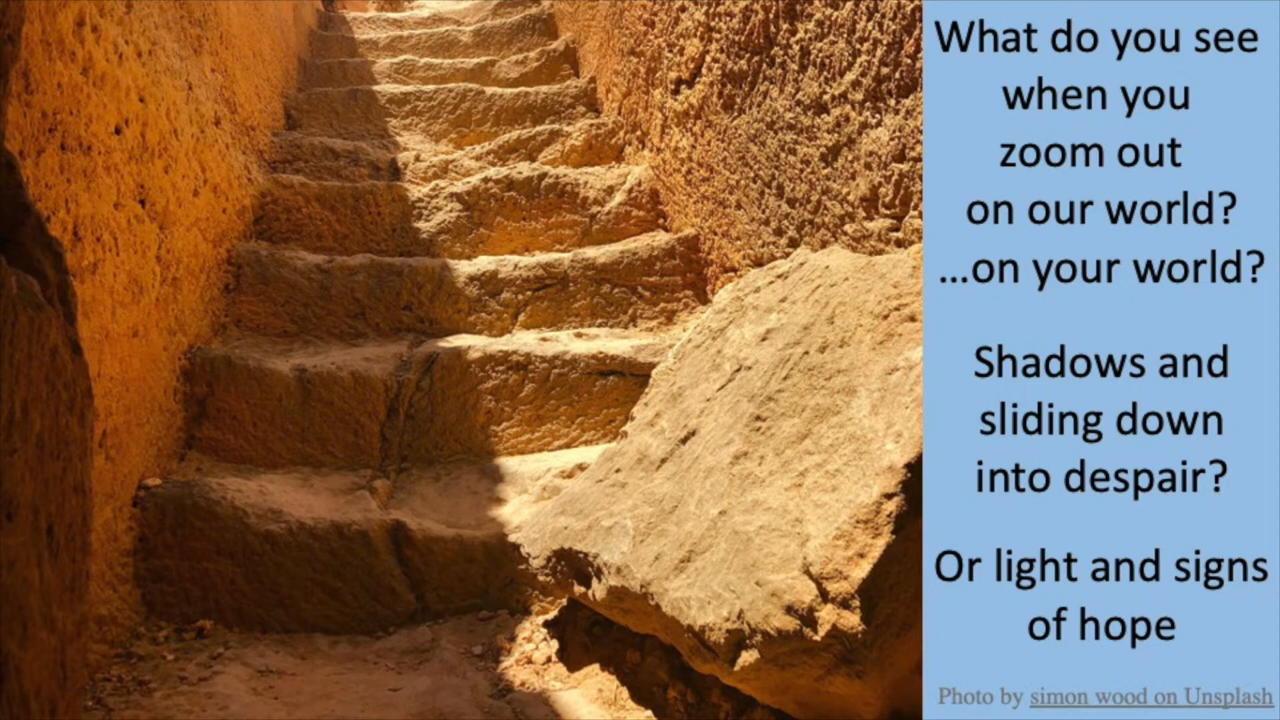 What do you see
when you
zoom out
on our world?
...on your world?
Shadows and
sliding down
into despair?
Or light and signs
of hope
Photo by simon wood on Unsplash